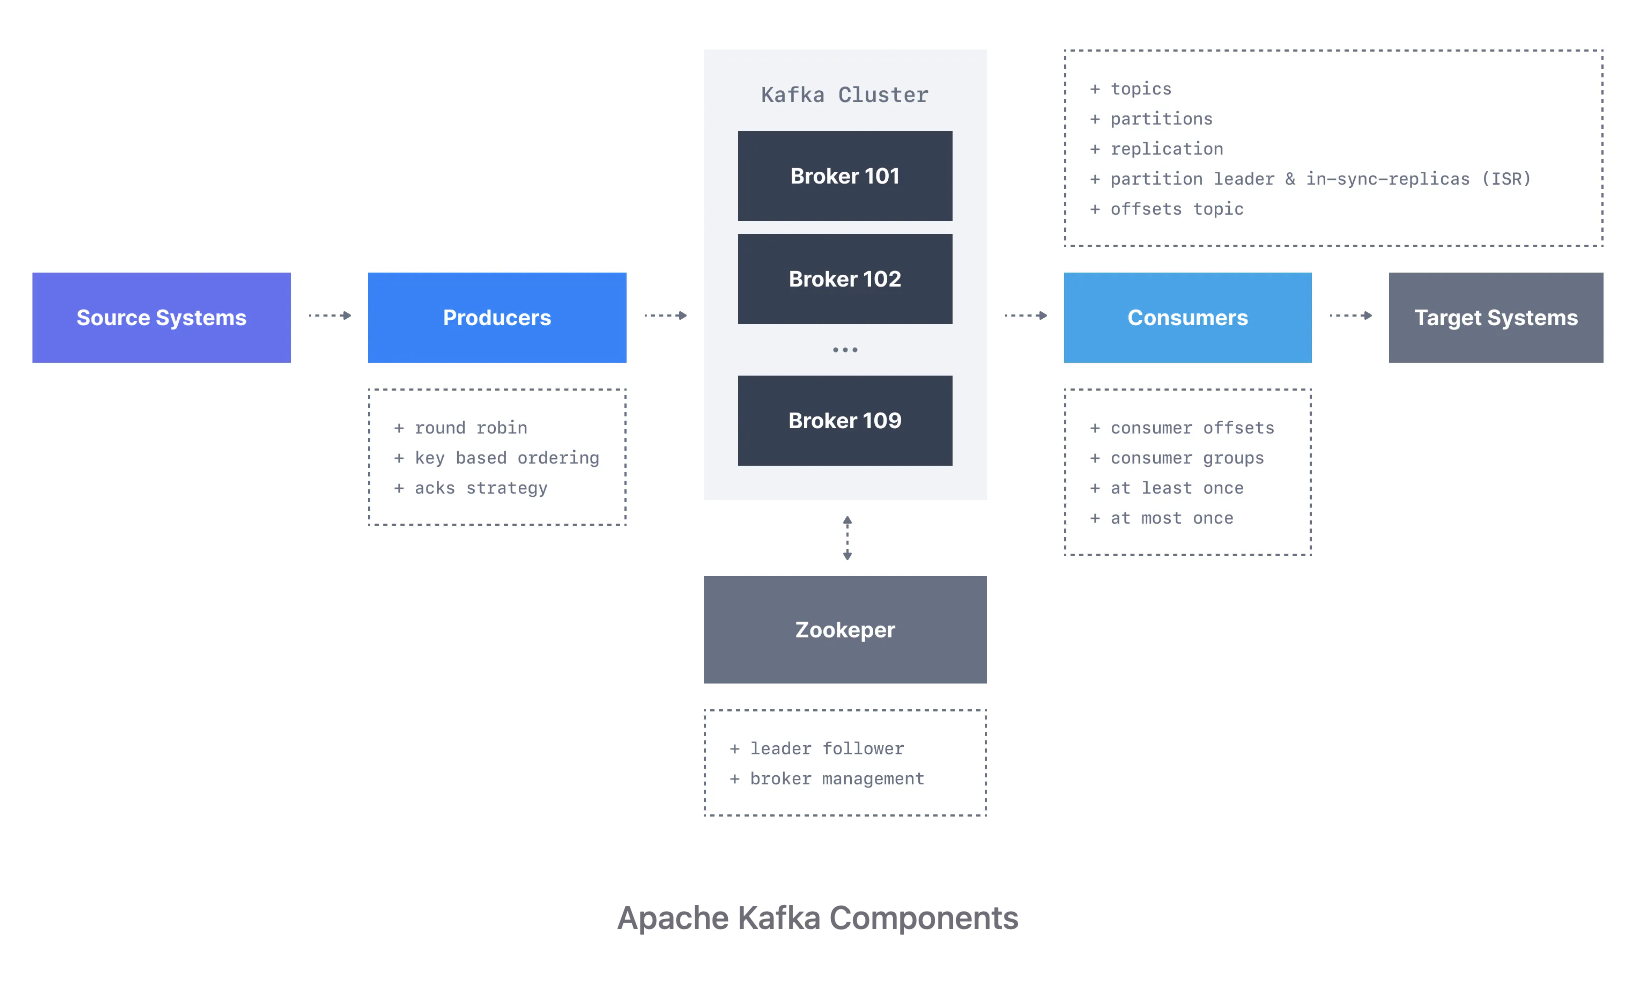 Kafka Cluster
Broker 101
Broker 102
...
Broker 109
+ topics
+ partitions
+ replication
+ partition leader & in-sync-replicas (ISR)
+ offsets topic
Source Systems
Producers
Consumers
Target Systems
+ round robin
+ key based ordering
+ acks strategy
+ consumer offsets
+ consumer groups
+ at least once
+ at most once
Zookeper
+ leader follower
+ broker management
Apache Kafka Components